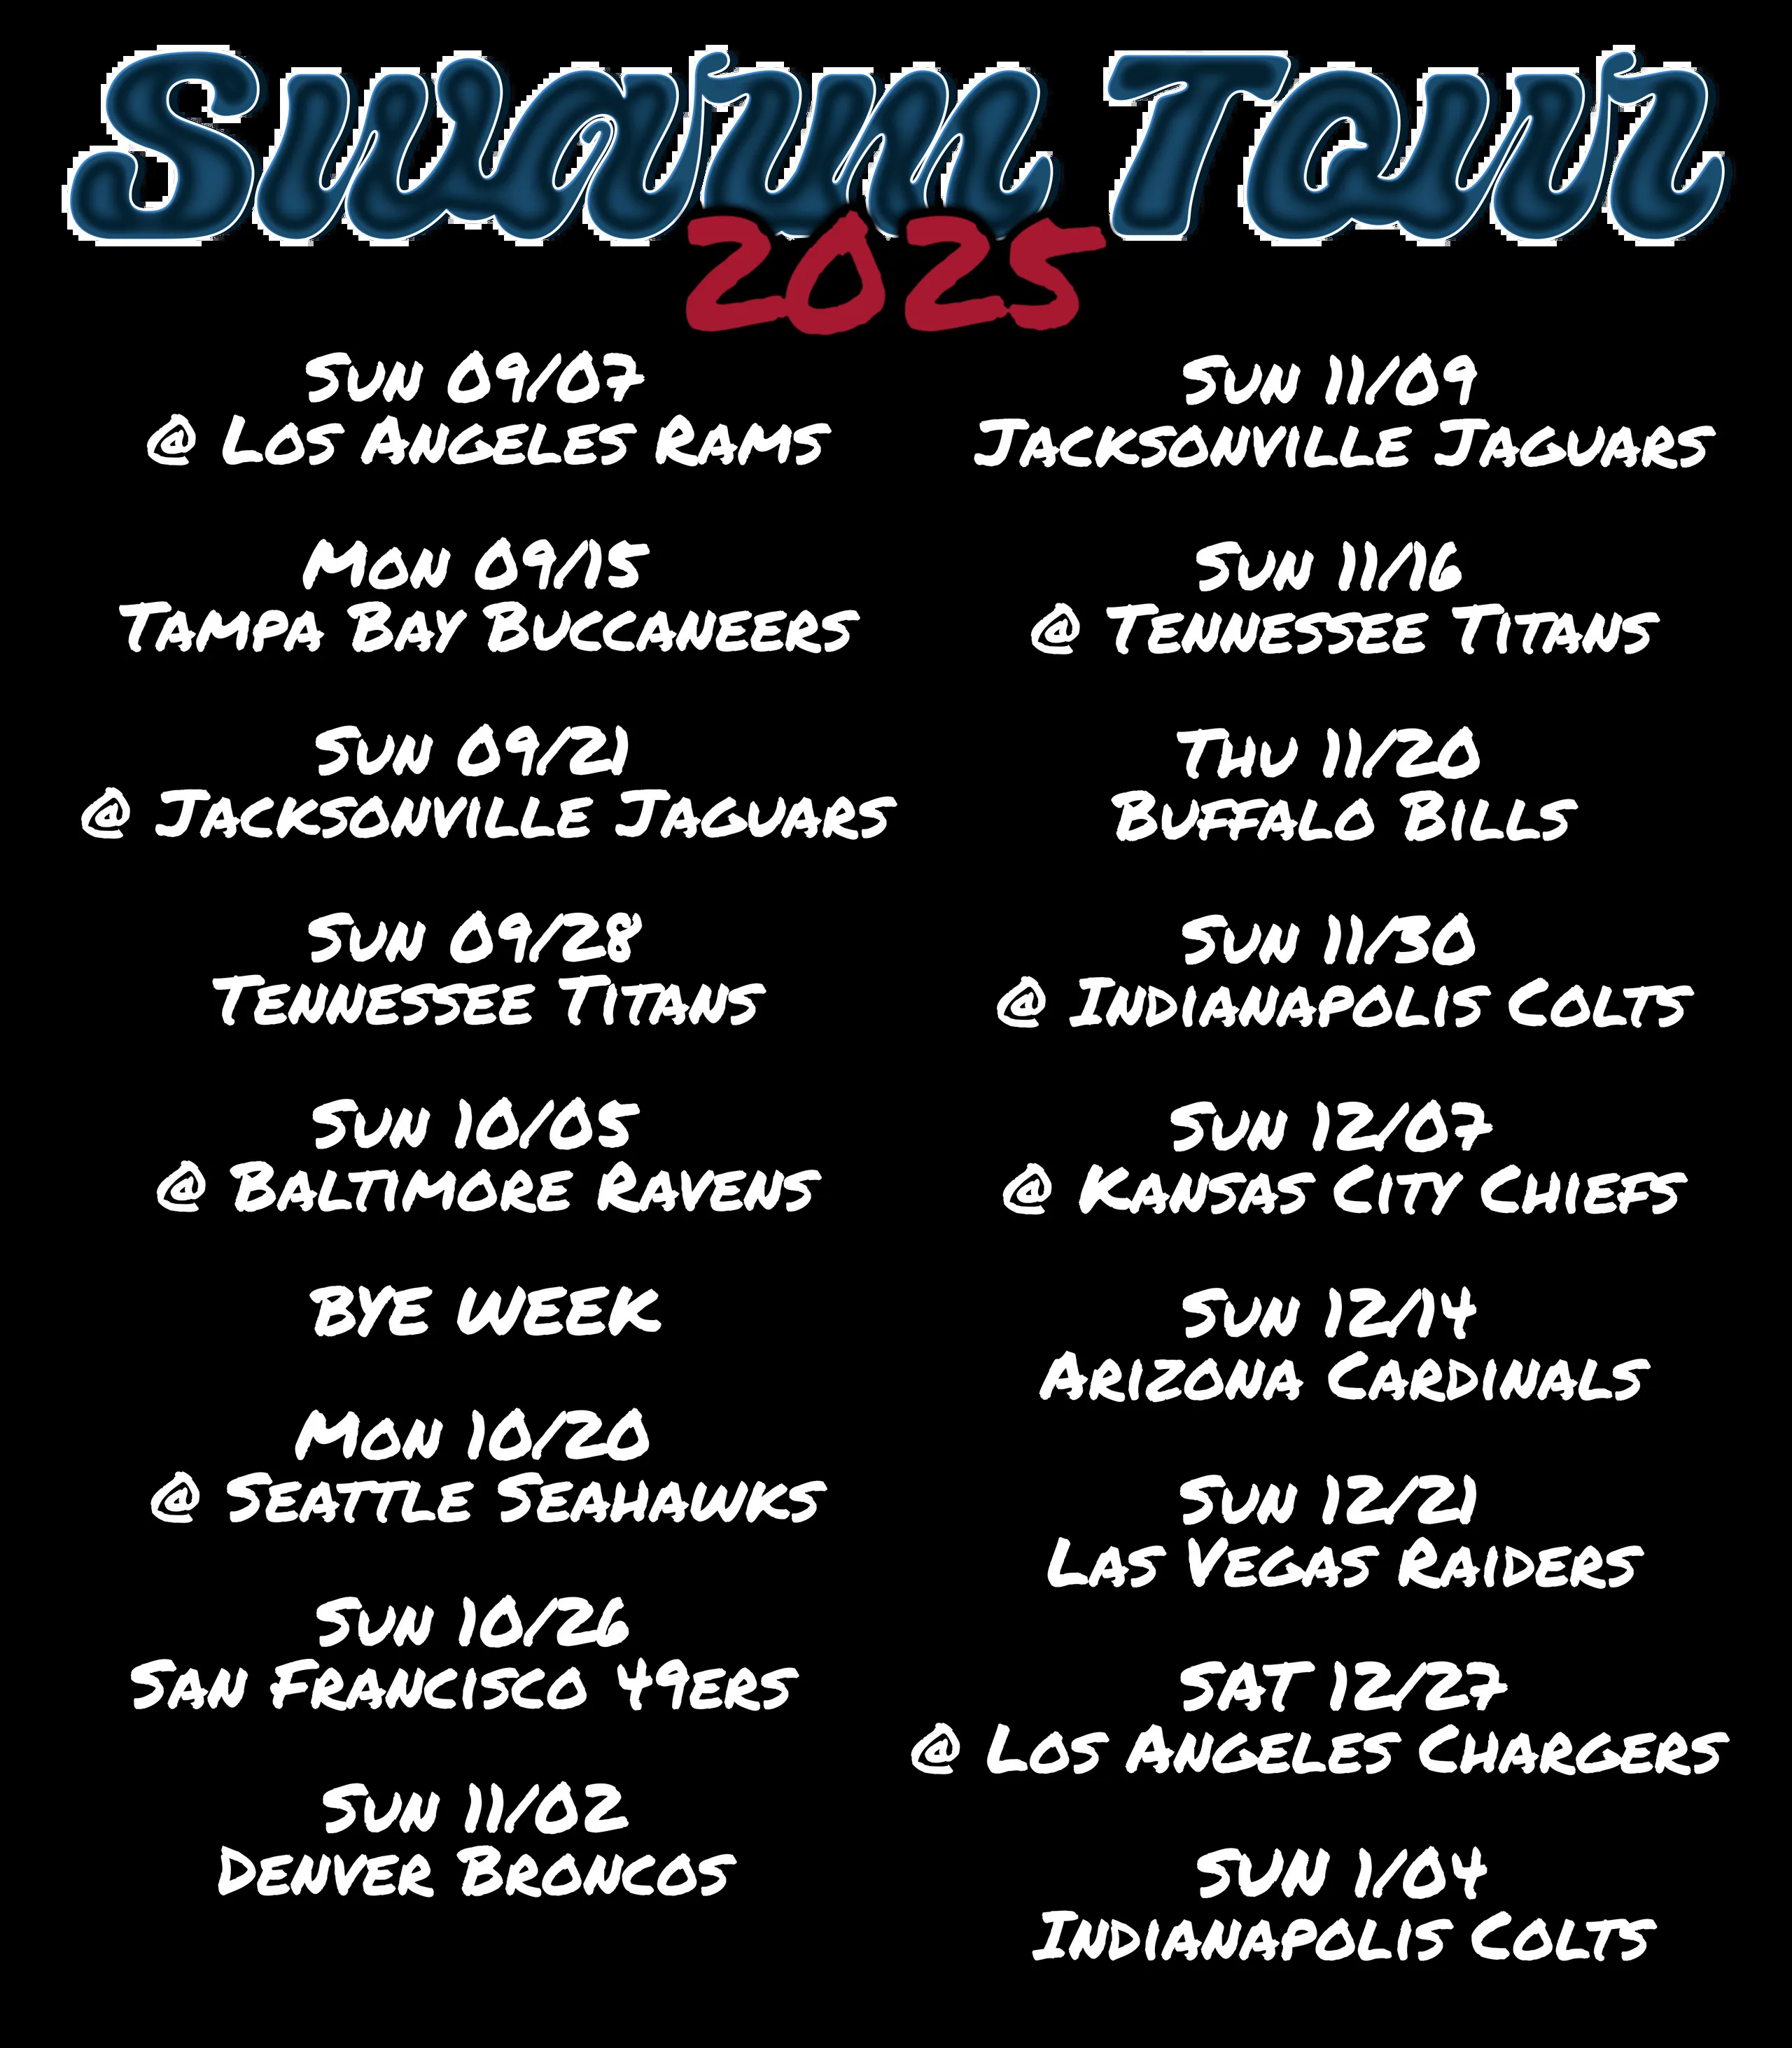 Swarm Tour
2025
Sun 09/07
@ Los Angeles Rams
Mon 09/15
Tampa Bay Buccaneers
Sun 09/21
@ Jacksonville Jaguars
Sun 09/28
Tennessee Titans
Sun 10/05
@ Baltimore Ravens
BYE WEEK
Mon 10/20
@ Seattle Seahawks
Sun 10/26
San Francisco 49ers
Sun 11/02
Denver Broncos
Sun 11/09
Jacksonville Jaguars
Sun 11/16
@ Tennessee Titans
Thu 11/20
Buffalo Bills
Sun 11/30
@ Indianapolis Colts
Sun 12/07
@ Kansas City Chiefs
Sun 12/14
Arizona Cardinals
Sun 12/21
Las Vegas Raiders
SAT 12/27
@ Los Angeles Chargers
SUN 1/04
Indianapolis Colts